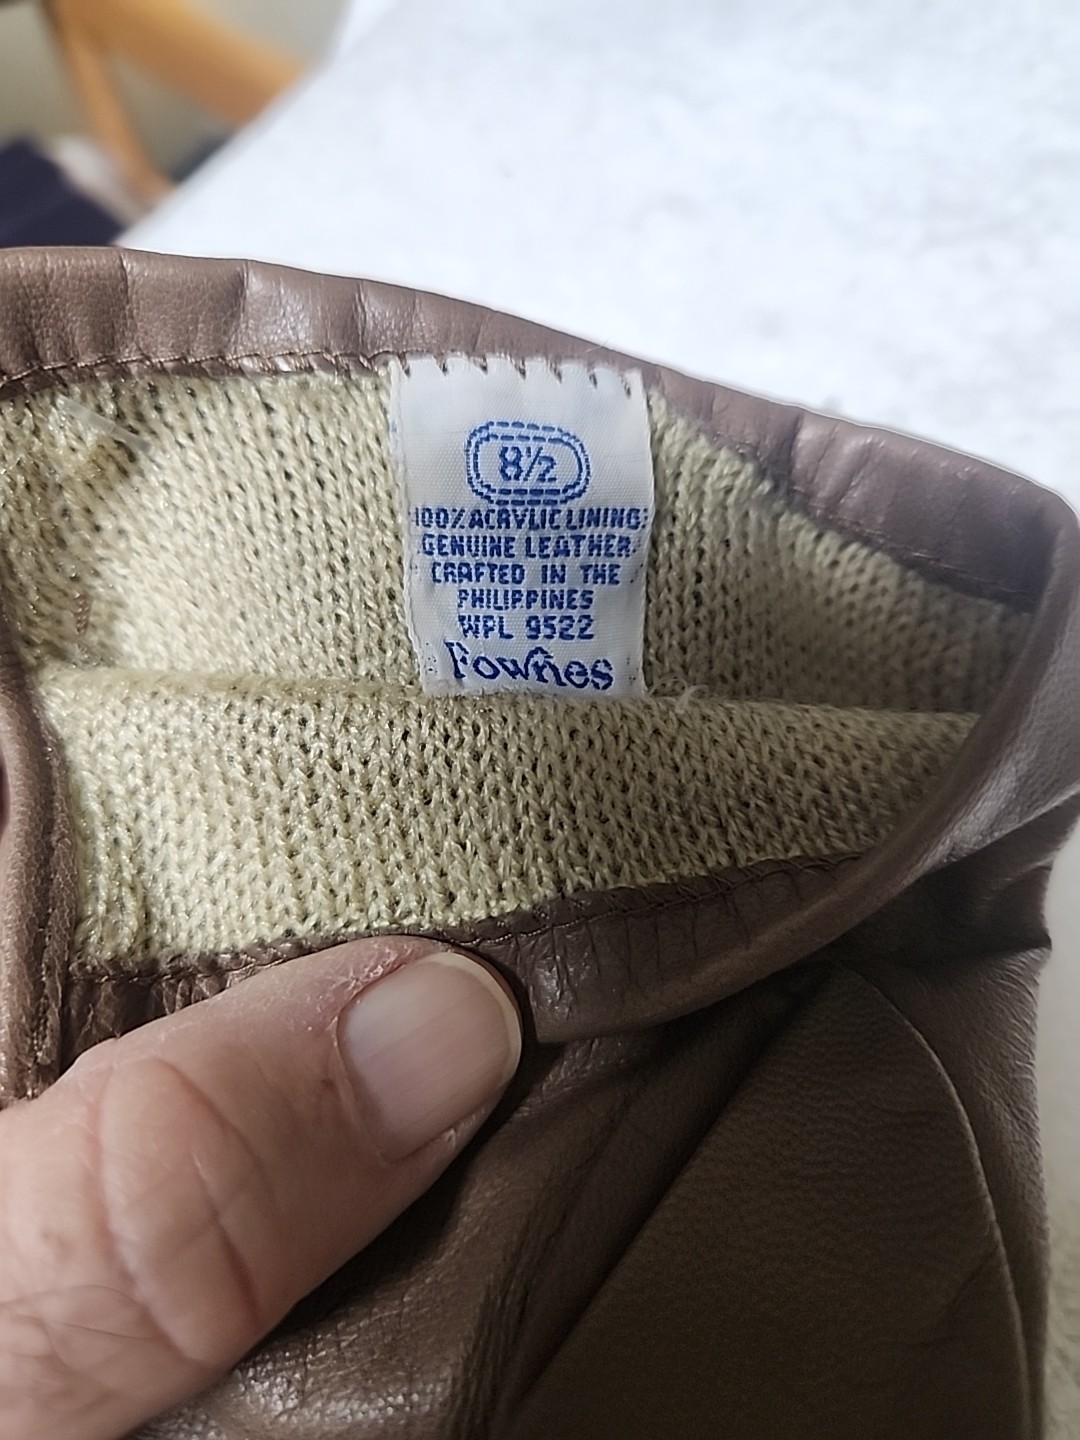 8½
100% ACRYLIC LINING
GENUINE LEATHER
CRAFTED IN THE
PHILIPPINES
WPL 9522
Fownes